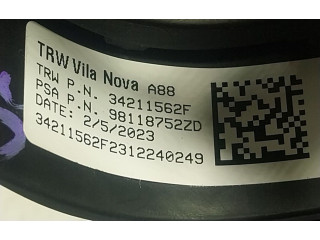 TRW Vila Nova A88
TRW P.N. 34211562F
PSA P.N. 98118752ZD
DATE: 2/5/2023
34211562F2312240249